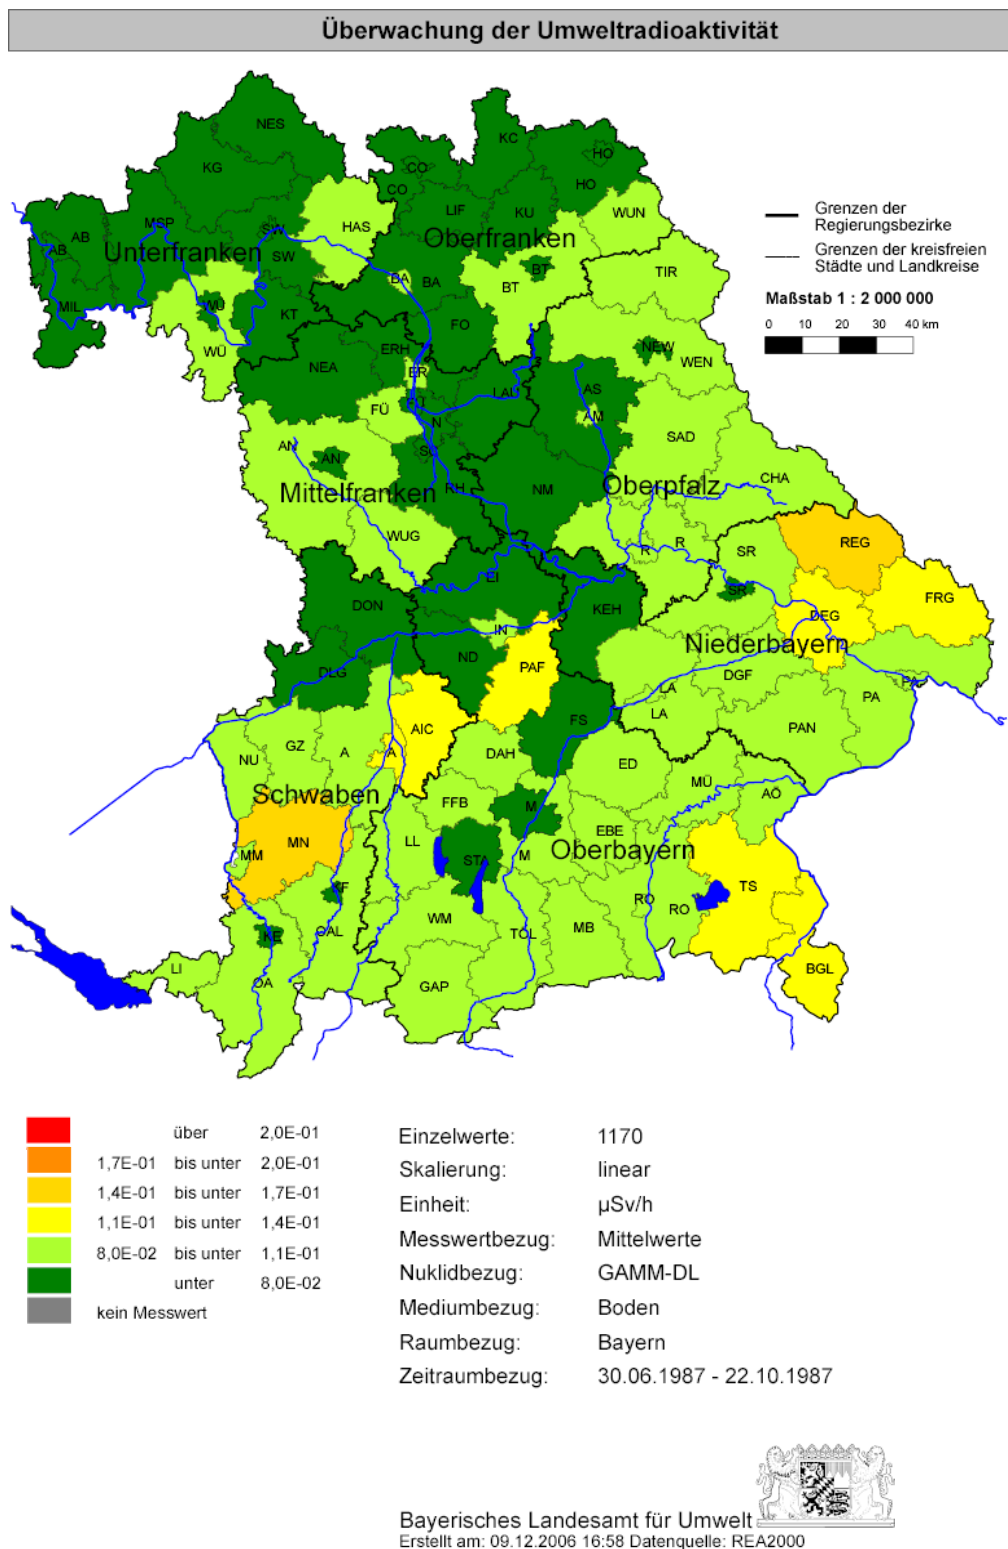 Überwachung der Umweltradioaktivität
NES
KC
HO
KG
CO
HO
CO
MSP
HAS
LIF
KU
WUN
AB
AB
SW
Unterfranken
Oberfranken
SW
BA
BA
BT
BT
TIR
MIL
WÜ
KT
FO
WÜ
ERH
NEA
ER
NEW
WEN
FÜ
FÜ
LAU
AS
N
AM
SAD
AN
AN
SC
Mittelfranken
RH
NM
Oberpfalz
CHA
WUG
R
R
SR
REG
EI
SR
FRG
DON
KEH
DEG
IN
Niederbayern
ND
PAF
DLG
DGF
PA
PA
LA
LA
AIC
FS
PAN
NU
GZ
A
A
DAH
ED
MÜ
AÖ
Schwaben
FFB
M
MN
LL
EBE
Oberbayern
MM
STA
M
TS
KF
RO
RO
WM
TÖL
MB
KE
OAL
LI
OA
GAP
BGL
Grenzen der
Regierungsbezirke
Grenzen der kreisfreien
Städte und Landkreise
Maßstab 1 : 2 000 000
0 10 20 30 40 km
über 2,0E-01
1,7E-01 bis unter 2,0E-01
1,4E-01 bis unter 1,7E-01
1,1E-01 bis unter 1,4E-01
8,0E-02 bis unter 1,1E-01
unter 8,0E-02
kein Messwert
Einzelwerte: 1170
Skalierung: linear
Einheit: µSv/h
Messwertbezug: Mittelwerte
Nuklidbezug: GAMM-DL
Mediumbezug: Boden
Raumbezug: Bayern
Zeitraumbezug: 30.06.1987 - 22.10.1987
Bayerisches Landesamt für Umwelt
Erstellt am: 09.12.2006 16:58 Datenquelle: REA2000